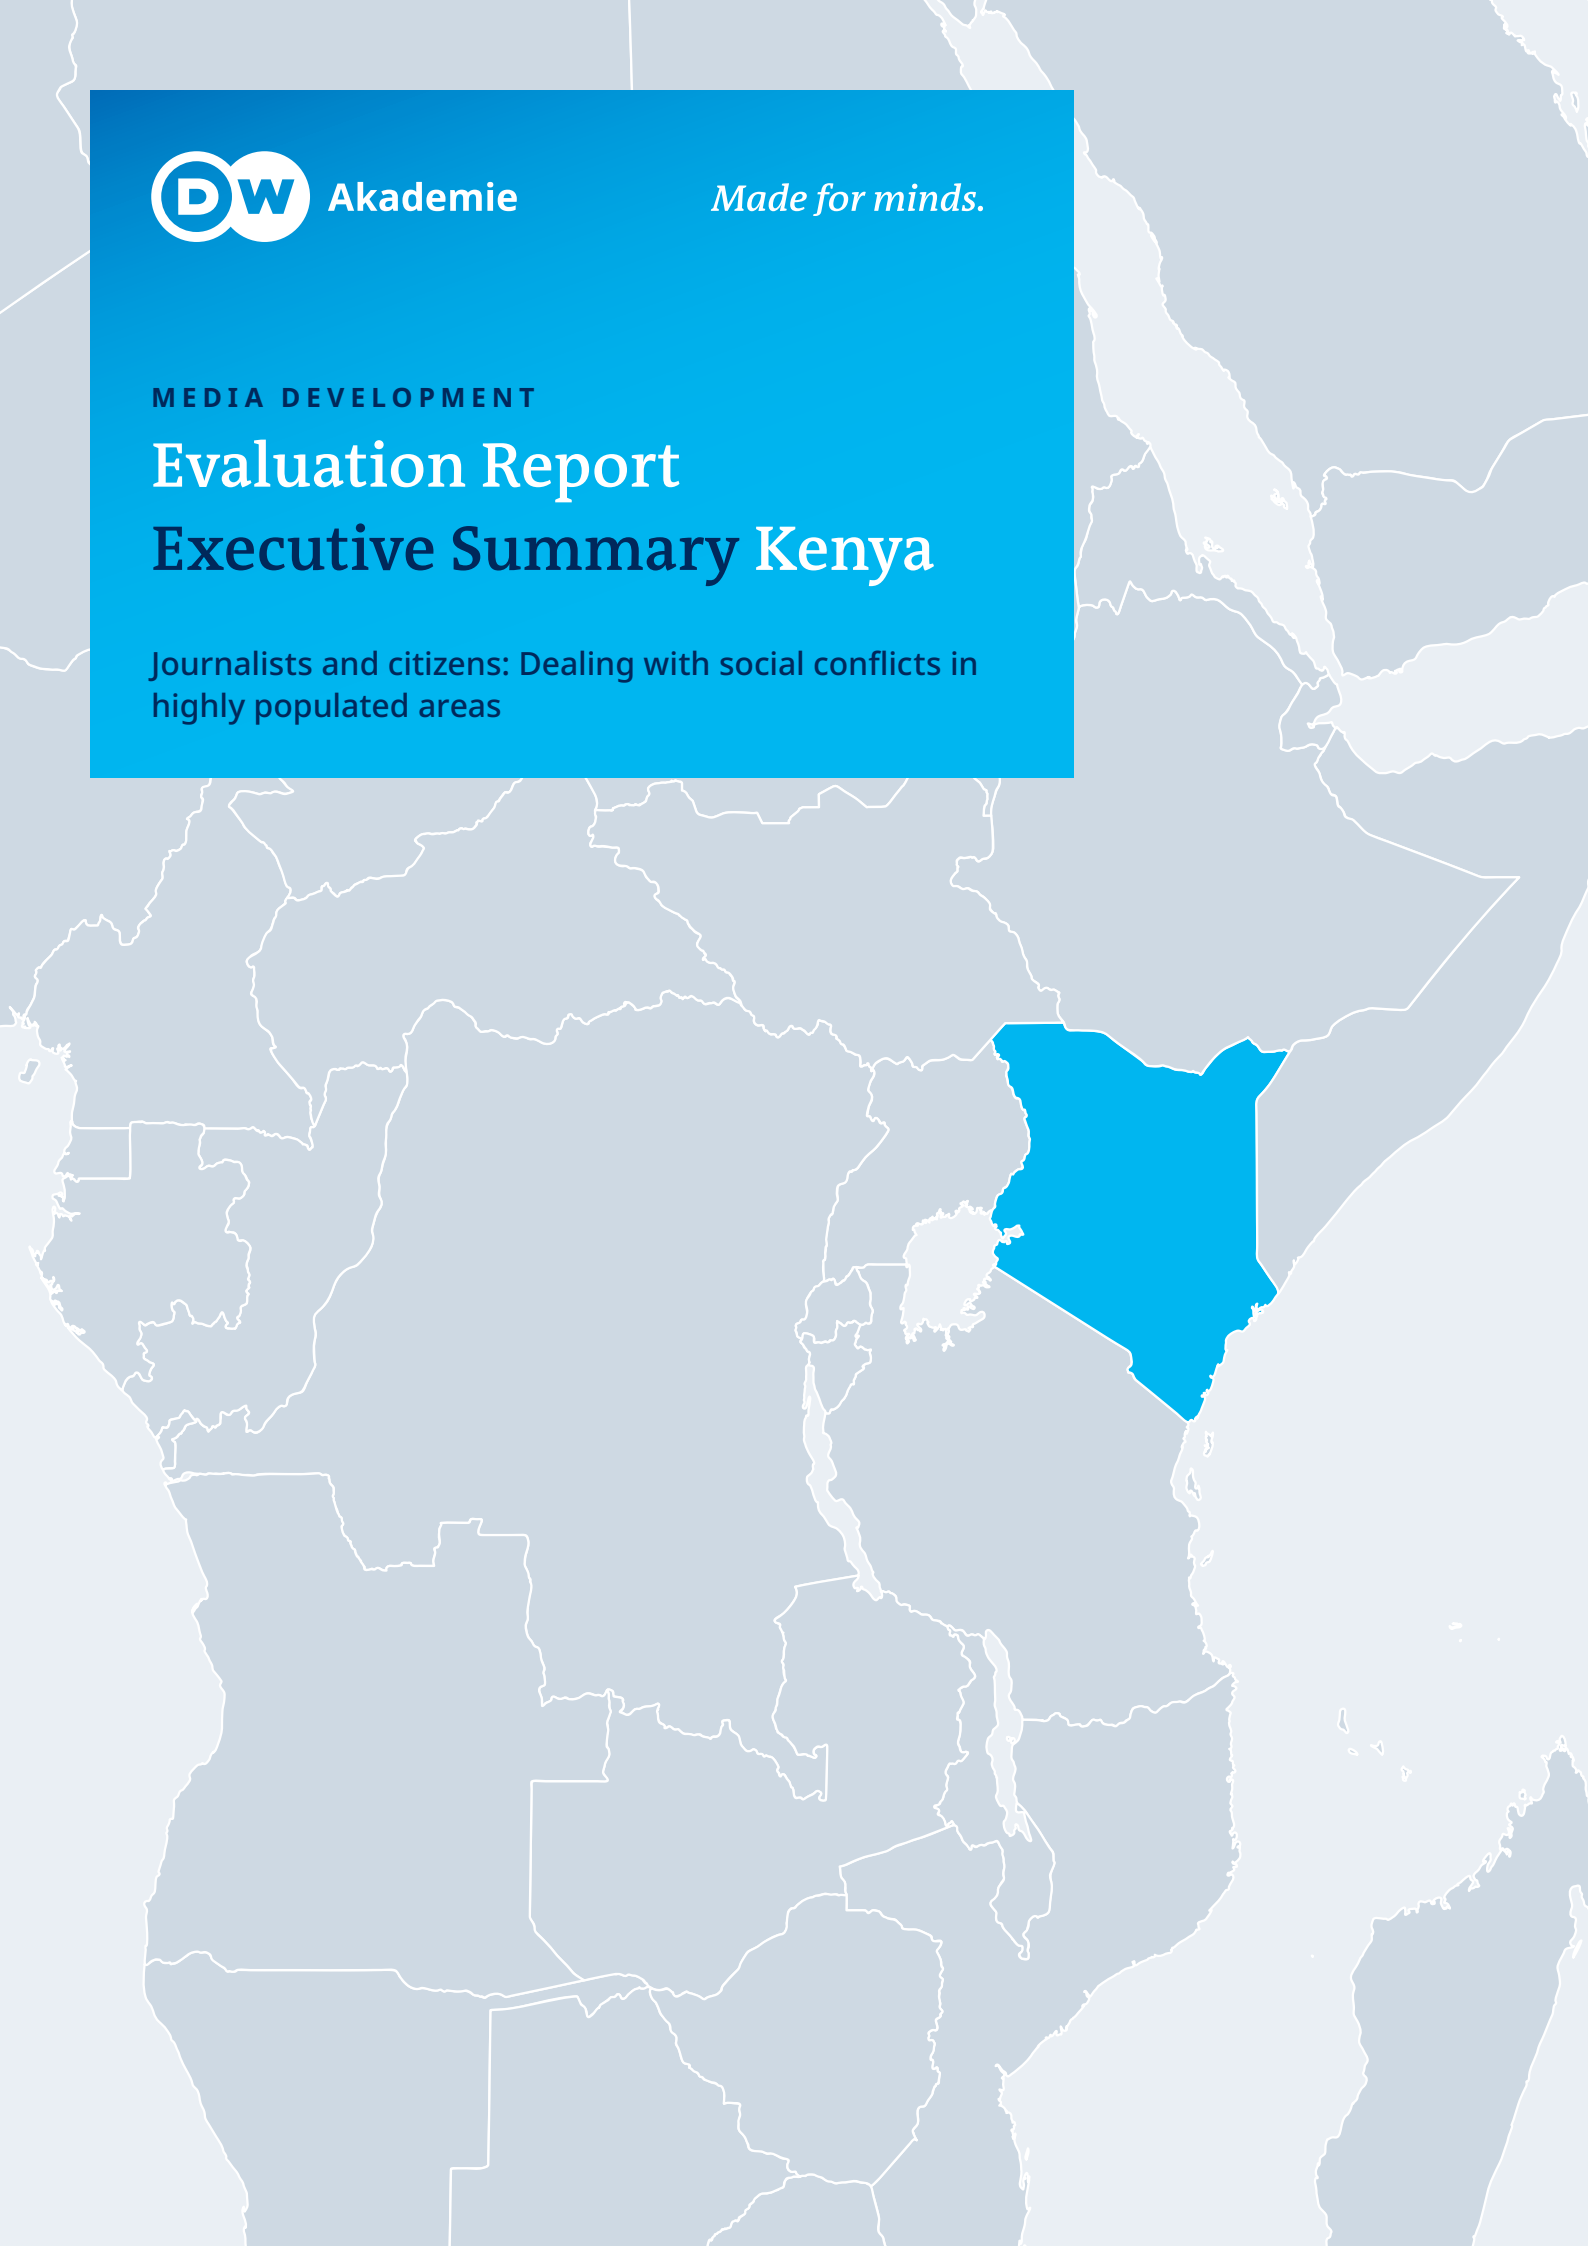 DW Akademie
Made for minds.
MEDIA DEVELOPMENT
Evaluation Report
Executive Summary Kenya
Journalists and citizens: Dealing with social conflicts in
highly populated areas